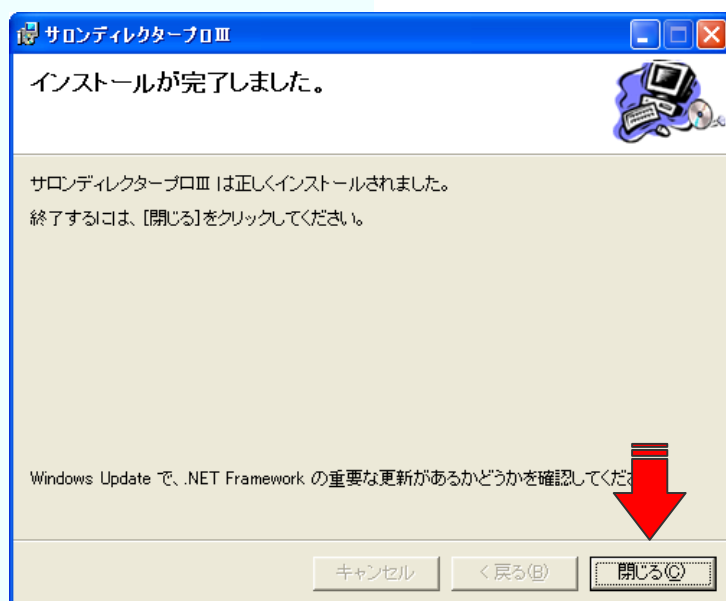 サロンディレクタープロⅢ
インストールが完了しました。
サロンディレクタープロⅢ は正しくインストールされました。
終了するには、[閉じる]をクリックしてください。
Windows Update で、.NET Framework の重要な更新があるかどうかを確認してくだ
キャンセル
< 戻る(B)
閉じる(C)